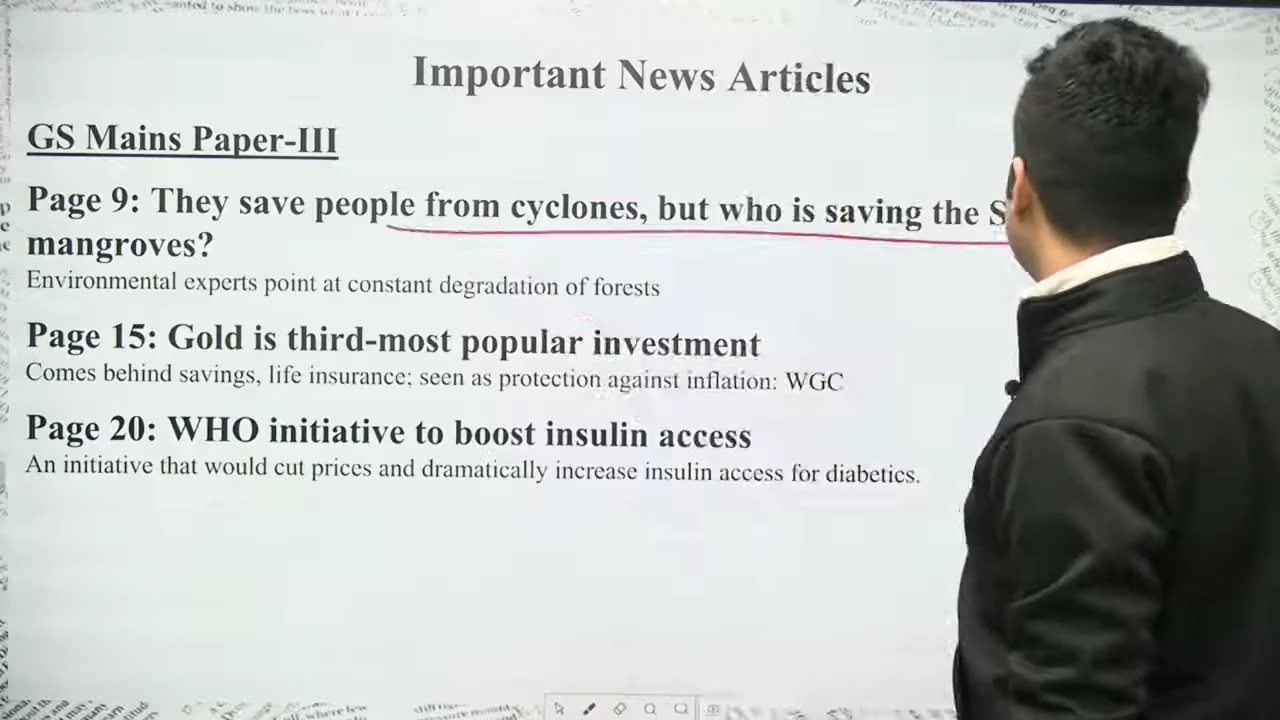 Important News Articles
GS Mains Paper-III
Page 9: They save people from cyclones, but who is saving the
mangroves?
Environmental experts point at constant degradation of forests
Page 15: Gold is third-most popular investment
Comes behind savings, life insurance; seen as protection against inflation: WGC
Page 20: WHO initiative to boost insulin access
An initiative that would cut prices and dramatically increase insulin access for diabetics.